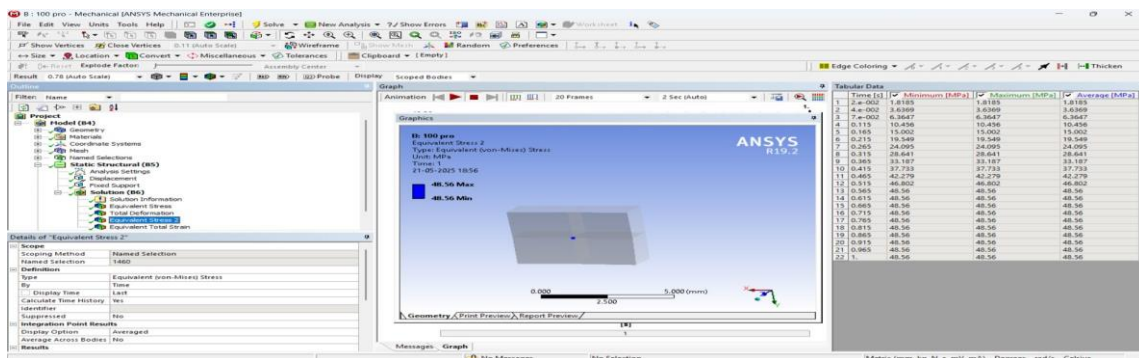 B : 100 pro - Mechanical [ANSYS Mechanical Enterprise]
File Edit View Units Tools Help Solve New Analysis ?/ Show Errors Worksheet
Show Vertices Close Vertices 0.11 (Auto Scale) Wireframe Show Mesh Random Preferences
Size Location Convert Miscellaneous Tolerances Clipboard [Empty]
Reset Explode Factor: Assembly Center Edge Coloring Thicken
Result 0.78 (Auto Scale) Probe Display Scoped Bodies
Outline
Filter: Name
Project
Model (B4)
Geometry
Materials
Coordinate Systems
Mesh
Named Selections
Static Structural (B5)
Analysis Settings
Displacement
Fixed Support
Solution (B6)
Solution Information
Equivalent Stress
Total Deformation
Equivalent Stress 2
Equivalent Total Strain
Details of "Equivalent Stress 2"
Scope
Scoping Method Named Selection
Named Selection 1460
Definition
Type Equivalent (von-Mises) Stress
By Time
Display Time Last
Calculate Time History Yes
Identifier
Suppressed No
Integration Point Results
Display Option Averaged
Average Across Bodies No
Results
Graph
Animation 20 Frames 2 Sec (Auto)
Graphics
B: 100 pro
Equivalent Stress 2
Type: Equivalent (von-Mises) Stress
Unit: MPa
Time: 1
21-05-2025 18:56
48.56 Max
48.56 Min
ANSYS
R19.2
0.000 5.000 (mm)
2.500
Geometry Print Preview Report Preview
1
Messages Graph
Tabular Data
Time [s] Minimum [MPa] Maximum [MPa] Average [MPa]
1 2.e-002 1.8185 1.8185 1.8185
2 4.e-002 3.6369 3.6369 3.6369
3 7.e-002 6.3647 6.3647 6.3647
4 0.115 10.456 10.456 10.456
5 0.165 15.002 15.002 15.002
6 0.215 19.549 19.549 19.549
7 0.265 24.095 24.095 24.095
8 0.315 28.641 28.641 28.641
9 0.365 33.187 33.187 33.187
10 0.415 37.733 37.733 37.733
11 0.465 42.279 42.279 42.279
12 0.515 46.802 46.802 46.802
13 0.565 48.56 48.56 48.56
14 0.615 48.56 48.56 48.56
15 0.665 48.56 48.56 48.56
16 0.715 48.56 48.56 48.56
17 0.765 48.56 48.56 48.56
18 0.815 48.56 48.56 48.56
19 0.865 48.56 48.56 48.56
20 0.915 48.56 48.56 48.56
21 0.965 48.56 48.56 48.56
22 1. 48.56 48.56 48.56
No Messages No Selection